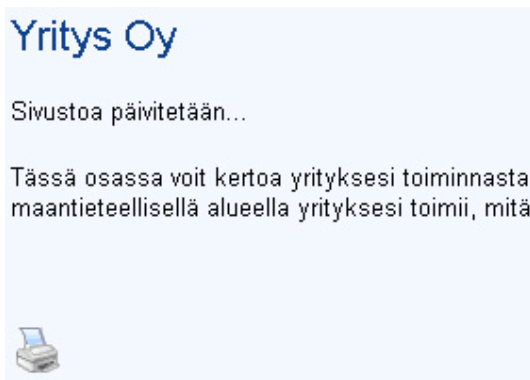 Yritys Oy
Sivustoa päivitetään...
Tässä osassa voit kertoa yrityksesi toiminnasta
maantieteellisellä alueella yrityksesi toimii, mitä